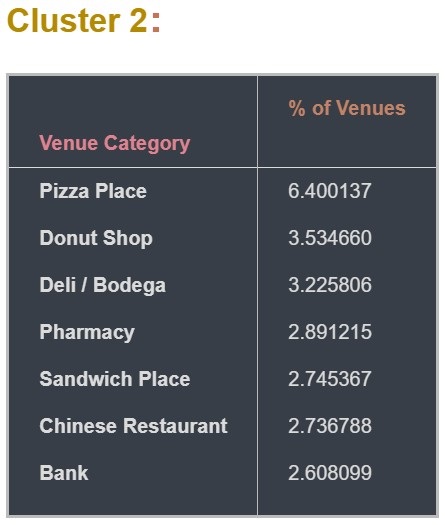 Cluster 2:
% of Venues
Venue Category
Pizza Place 6.400137
Donut Shop 3.534660
Deli / Bodega 3.225806
Pharmacy 2.891215
Sandwich Place 2.745367
Chinese Restaurant 2.736788
Bank 2.608099